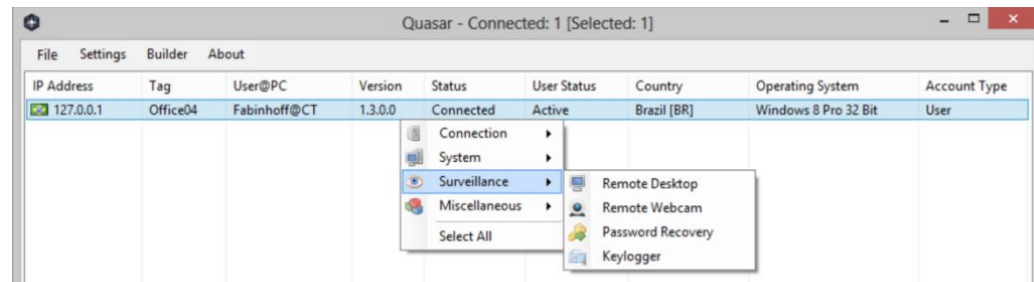 Quasar - Connected: 1 [Selected: 1]
File Settings Builder About
IP Address Tag User@PC Version Status User Status Country Operating System Account Type
127.0.0.1 Office04 Fabinhoff@CT 1.3.0.0 Connected Active Brazil [BR] Windows 8 Pro 32 Bit User
Connection
System
Surveillance
Miscellaneous
Select All
Remote Desktop
Remote Webcam
Password Recovery
Keylogger